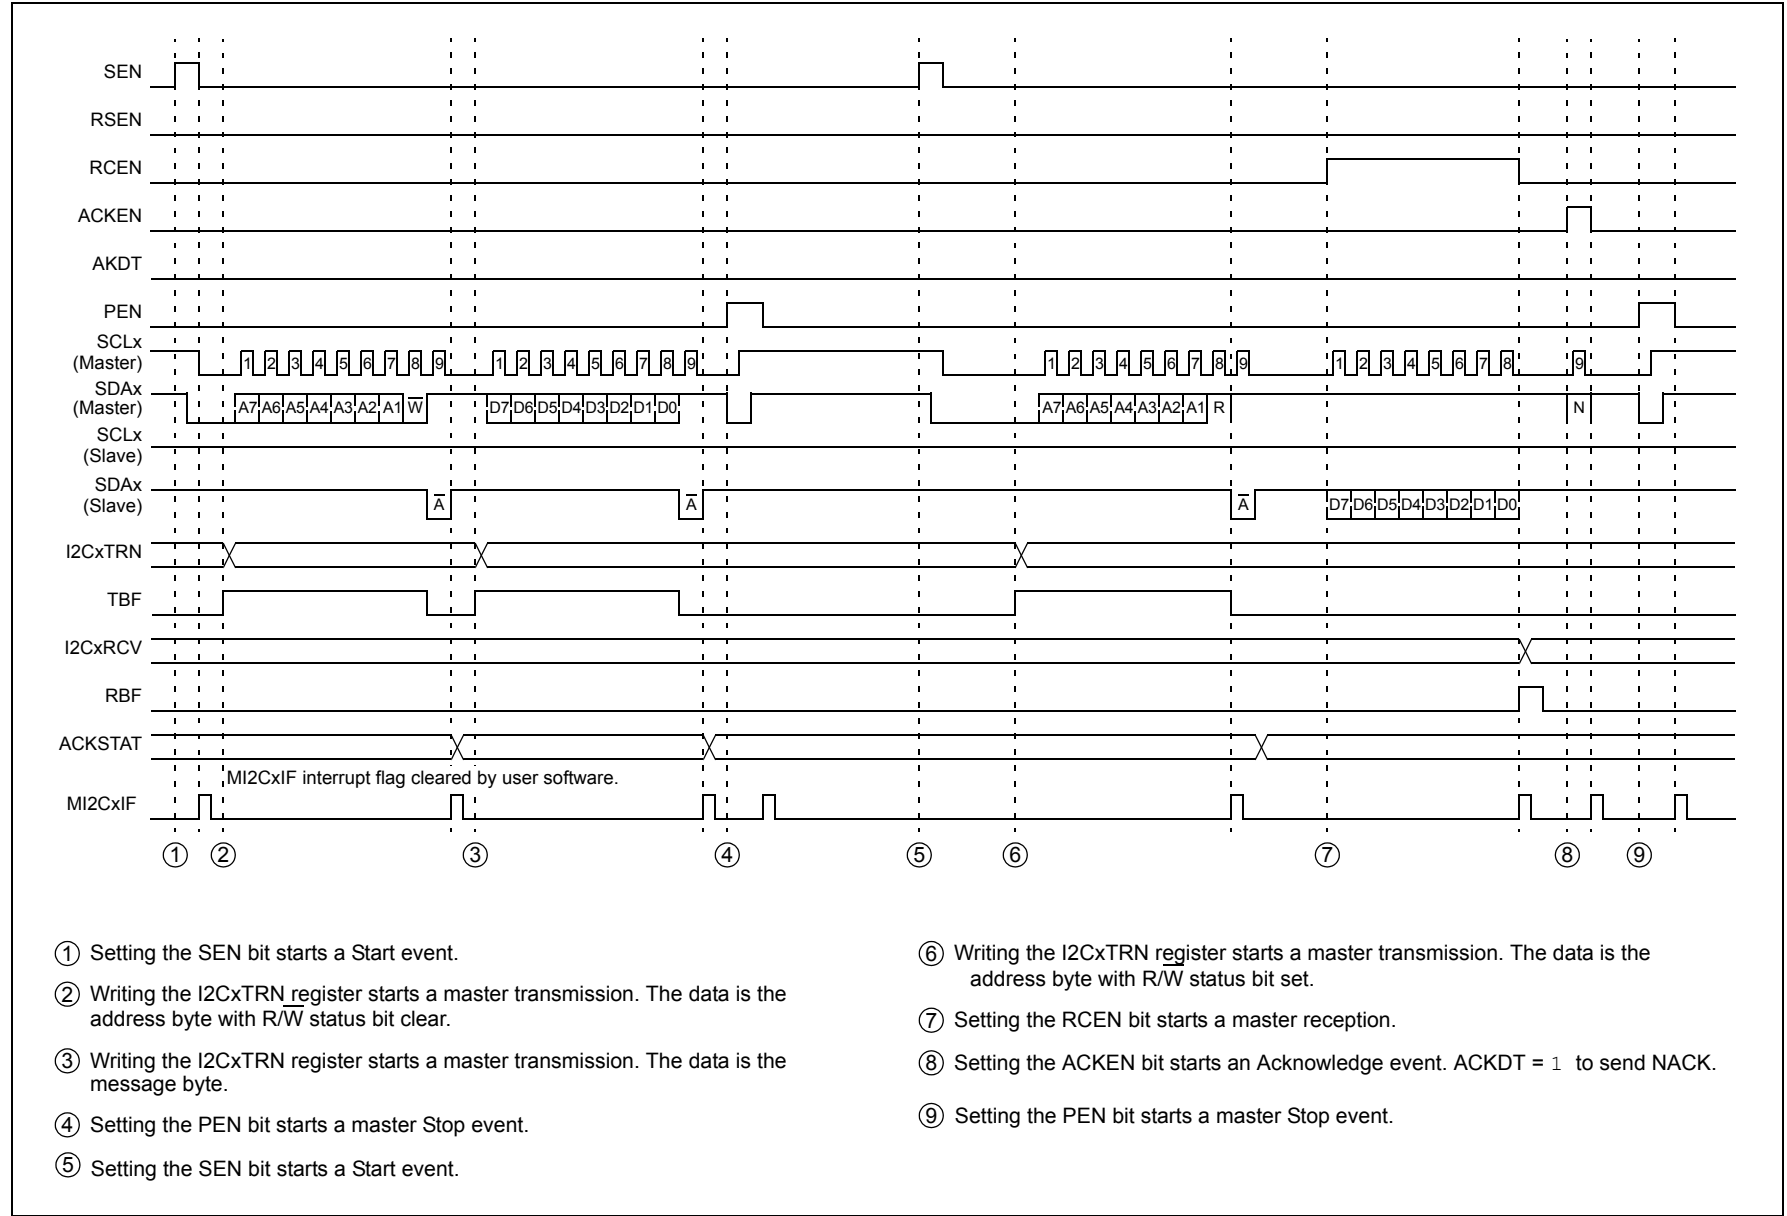 SEN
RSEN
RCEN
ACKEN
AKDT
PEN
SCLx
(Master)
1 2 3 4 5 6 7 8 9 1 2 3 4 5 6 7 8 9 1 2 3 4 5 6 7 8 9 1 2 3 4 5 6 7 8 9
SDAx
(Master)
A7 A6 A5 A4 A3 A2 A1 W̅ D7 D6 D5 D4 D3 D2 D1 D0 A7 A6 A5 A4 A3 A2 A1 R N
SCLx
(Slave)
SDAx
(Slave)
A̅ A̅ A̅ D7 D6 D5 D4 D3 D2 D1 D0
I2CxTRN
TBF
I2CxRCV
RBF
ACKSTAT
MI2CxIF interrupt flag cleared by user software.
MI2CxIF
① ② ③ ④ ⑤ ⑥ ⑦ ⑧ ⑨
① Setting the SEN bit starts a Start event.
② Writing the I2CxTRN register starts a master transmission. The data is the
address byte with R/W̅ status bit clear.
③ Writing the I2CxTRN register starts a master transmission. The data is the
message byte.
④ Setting the PEN bit starts a master Stop event.
⑤ Setting the SEN bit starts a Start event.
⑥ Writing the I2CxTRN register starts a master transmission. The data is the
address byte with R/W̅ status bit set.
⑦ Setting the RCEN bit starts a master reception.
⑧ Setting the ACKEN bit starts an Acknowledge event. ACKDT = 1 to send NACK.
⑨ Setting the PEN bit starts a master Stop event.